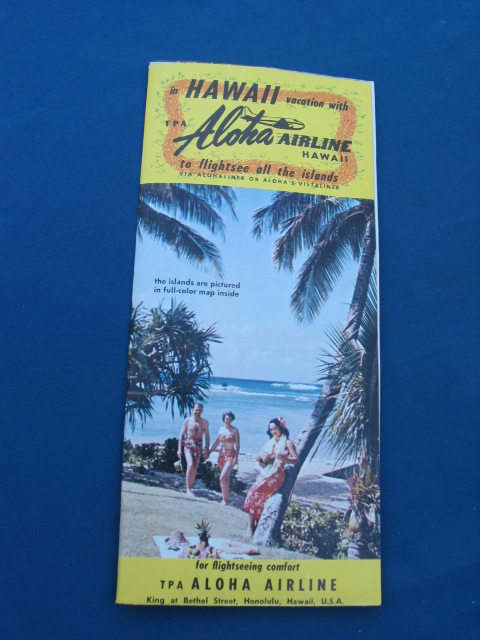 in HAWAII vacation with
TPA Aloha AIRLINE
HAWAII
to flightsee all the islands
VIA ALOHALINER OR ALOHA'S VISTALINER
the islands are pictured
in full-color map inside
for flightseeing comfort
TPA ALOHA AIRLINE
King at Bethel Street, Honolulu, Hawaii, U.S.A.